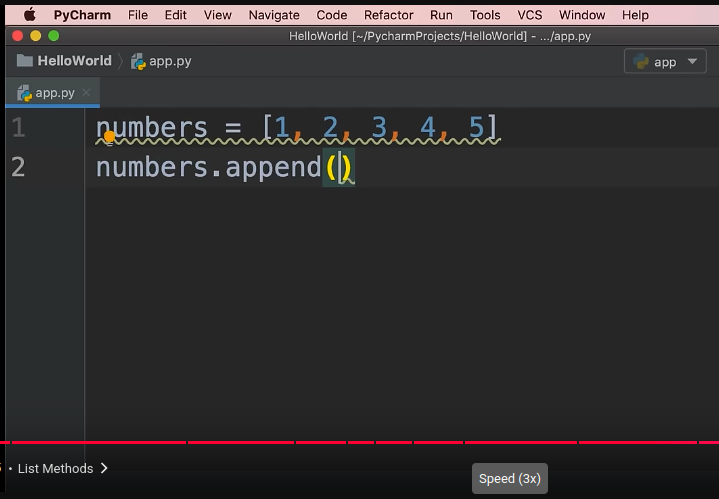 PyCharm File Edit View Navigate Code Refactor Run Tools VCS Window Help
HelloWorld [~/PycharmProjects/HelloWorld] - .../app.py
HelloWorld 〉 app.py app
app.py
1 numbers = [1, 2, 3, 4, 5]
2 numbers.append()
• List Methods
Speed (3x)